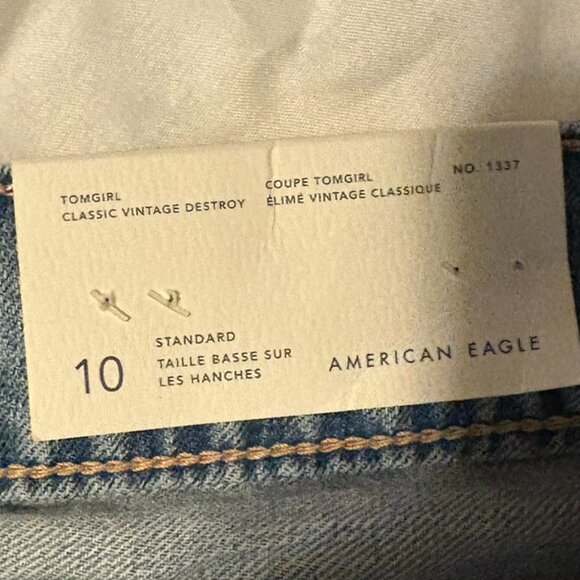 TOMGIRL
CLASSIC VINTAGE DESTROY
COUPE TOMGIRL
ÉLIMÉ VINTAGE CLASSIQUE
NO. 1337
10
STANDARD
TAILLE BASSE SUR
LES HANCHES
AMERICAN EAGLE